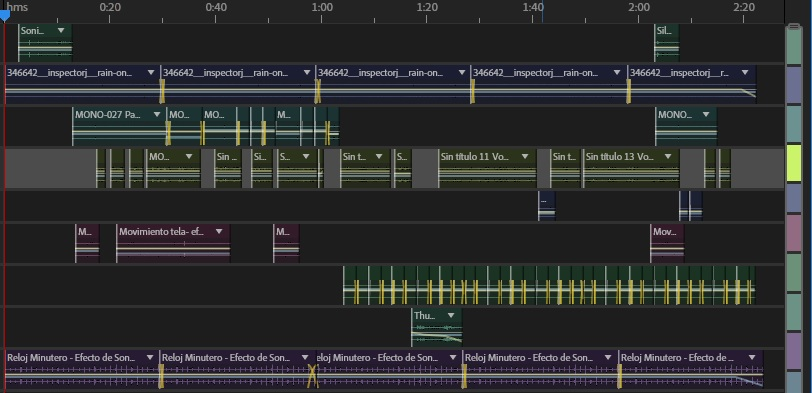 hms 0:20 0:40 1:00 1:20 1:40 2:00 2:20
Soni... Sil...
346642__inspectorj__rain-on... 346642__inspectorj__rain-on... 346642__inspectorj__rain-on... 346642__inspectorj__rain-on... 346642__inspectorj__r...
MONO-027 Pa... MO... MO... M... MONO...
MO... Sin ... Si... S... Sin t... S... Sin título 11 Vo... Sin t... Sin título 13 Vo...
...
M... Movimiento tela- ef... M... Mov...
Thu...
Reloj Minutero - Efecto de Son... Reloj Minutero - Efecto de Son... eloj Minutero - Efecto de Son... Reloj Minutero - Efecto de Son... Reloj Minutero - Efecto de ...